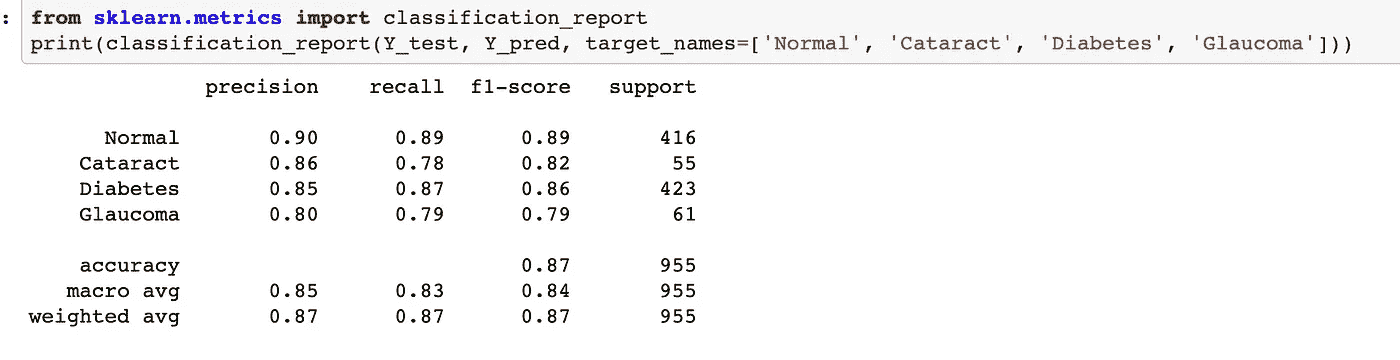 : from sklearn.metrics import classification_report
print(classification_report(Y_test, Y_pred, target_names=['Normal', 'Cataract', 'Diabetes', 'Glaucoma']))
precision recall f1-score support
Normal 0.90 0.89 0.89 416
Cataract 0.86 0.78 0.82 55
Diabetes 0.85 0.87 0.86 423
Glaucoma 0.80 0.79 0.79 61
accuracy 0.87 955
macro avg 0.85 0.83 0.84 955
weighted avg 0.87 0.87 0.87 955